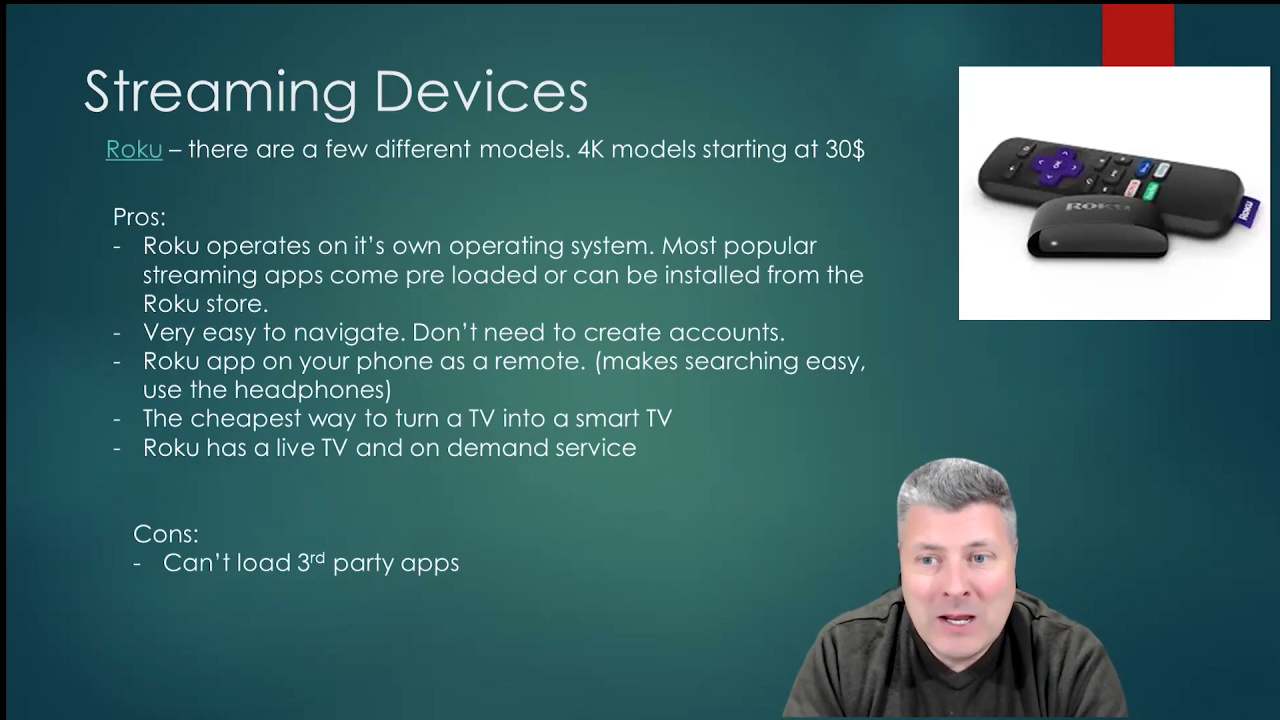 Streaming Devices
Roku – there are a few different models. 4K models starting at 30$
Pros:
- Roku operates on it’s own operating system. Most popular
streaming apps come pre loaded or can be installed from the
Roku store.
- Very easy to navigate. Don’t need to create accounts.
- Roku app on your phone as a remote. (makes searching easy,
use the headphones)
- The cheapest way to turn a TV into a smart TV
- Roku has a live TV and on demand service
Cons:
- Can’t load 3rd party apps
OK
ROKU
Roku